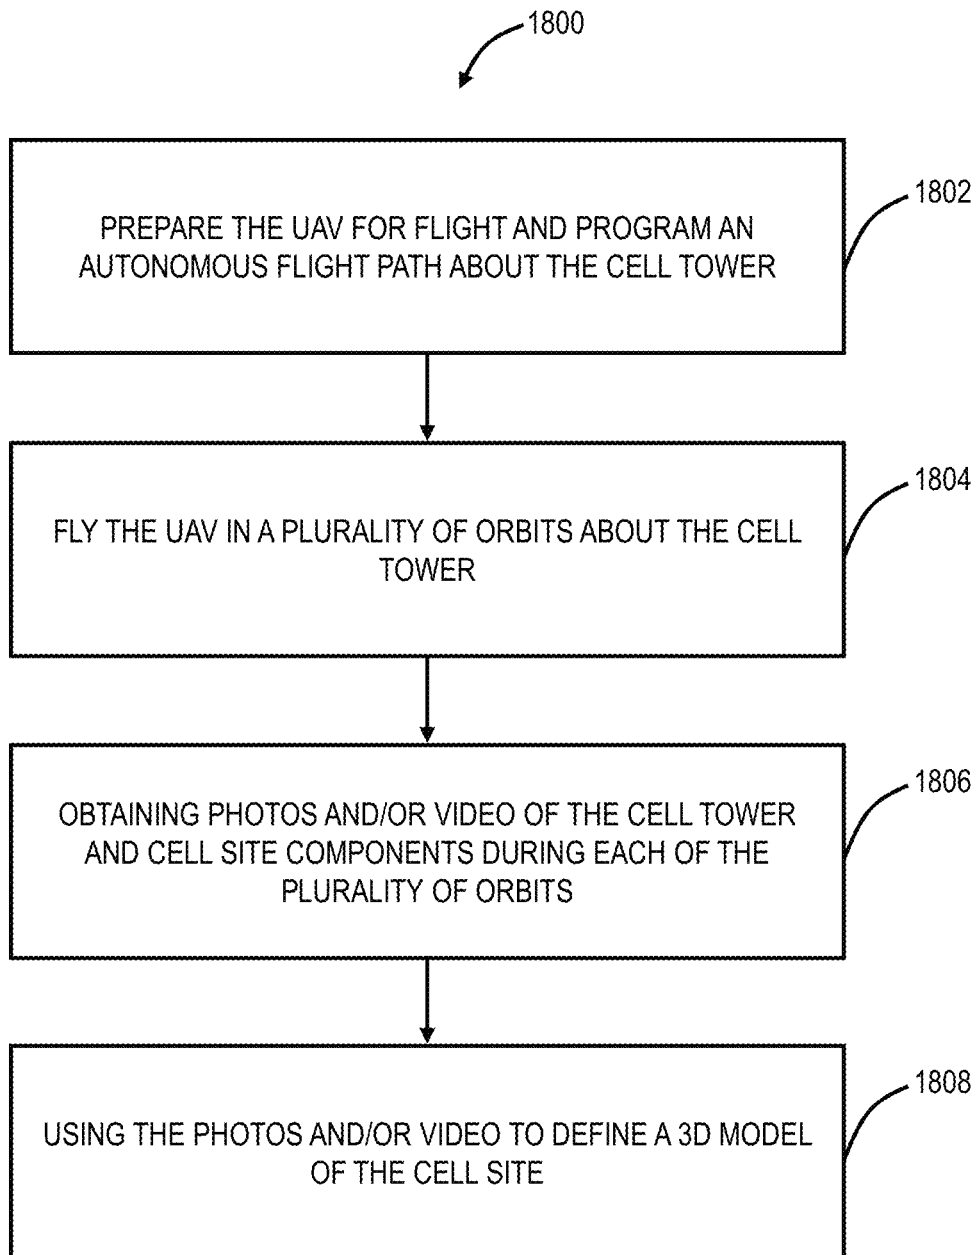 1800
1802
PREPARE THE UAV FOR FLIGHT AND PROGRAM AN
AUTONOMOUS FLIGHT PATH ABOUT THE CELL TOWER
1804
FLY THE UAV IN A PLURALITY OF ORBITS ABOUT THE CELL
TOWER
1806
OBTAINING PHOTOS AND/OR VIDEO OF THE CELL TOWER
AND CELL SITE COMPONENTS DURING EACH OF THE
PLURALITY OF ORBITS
1808
USING THE PHOTOS AND/OR VIDEO TO DEFINE A 3D MODEL
OF THE CELL SITE